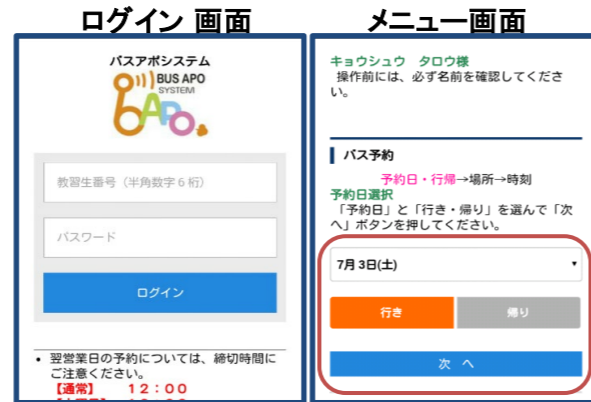 ログイン 画面
バスアポシステム
BUS APO
SYSTEM
bAPO
教習生番号（半角数字６桁）
パスワード
ログイン
• 翌営業日の予約については、締切時間に
ご注意ください。
【通常】 １２：００
メニュー画面
キョウシュウ タロウ様
操作前には、必ず名前を確認してくださ
い。
バス予約
予約日・行帰→場所→時刻
予約日選択
「予約日」と「行き・帰り」を選んで「次
へ」ボタンを押してください。
7月 3日(土)
行き 帰り
次 へ